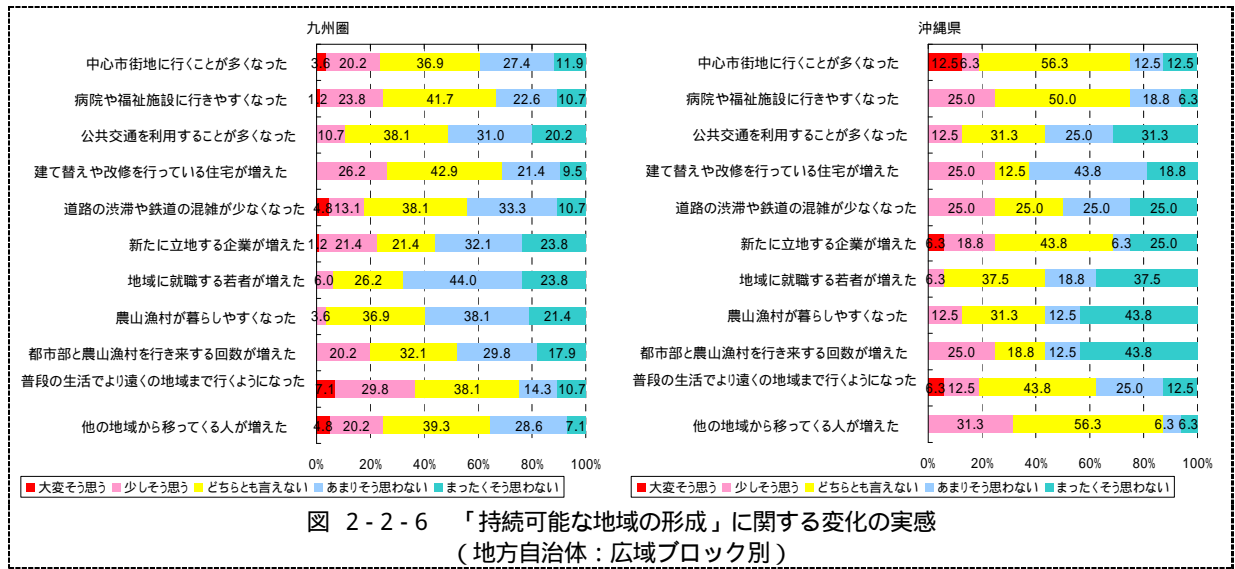 九州圏
中心市街地に行くことが多くなった 3.6 20.2 36.9 27.4 11.9
病院や福祉施設に行きやすくなった 1.2 23.8 41.7 22.6 10.7
公共交通を利用することが多くなった 10.7 38.1 31.0 20.2
建て替えや改修を行っている住宅が増えた 26.2 42.9 21.4 9.5
道路の渋滞や鉄道の混雑が少なくなった 4.8 13.1 38.1 33.3 10.7
新たに立地する企業が増えた 1.2 21.4 21.4 32.1 23.8
地域に就職する若者が増えた 6.0 26.2 44.0 23.8
農山漁村が暮らしやすくなった 3.6 36.9 38.1 21.4
都市部と農山漁村を行き来する回数が増えた 20.2 32.1 29.8 17.9
普段の生活でより遠くの地域まで行くようになった 7.1 29.8 38.1 14.3 10.7
他の地域から移ってくる人が増えた 4.8 20.2 39.3 28.6 7.1
0% 20% 40% 60% 80% 100%
大変そう思う 少しそう思う どちらとも言えない あまりそう思わない まったくそう思わない
沖縄県
中心市街地に行くことが多くなった 12.5 6.3 56.3 12.5 12.5
病院や福祉施設に行きやすくなった 25.0 50.0 18.8 6.3
公共交通を利用することが多くなった 12.5 31.3 25.0 31.3
建て替えや改修を行っている住宅が増えた 25.0 12.5 43.8 18.8
道路の渋滞や鉄道の混雑が少なくなった 25.0 25.0 25.0 25.0
新たに立地する企業が増えた 6.3 18.8 43.8 6.3 25.0
地域に就職する若者が増えた 6.3 37.5 18.8 37.5
農山漁村が暮らしやすくなった 12.5 31.3 12.5 43.8
都市部と農山漁村を行き来する回数が増えた 25.0 18.8 12.5 43.8
普段の生活でより遠くの地域まで行くようになった 6.3 12.5 43.8 25.0 12.5
他の地域から移ってくる人が増えた 31.3 56.3 6.3 6.3
0% 20% 40% 60% 80% 100%
大変そう思う 少しそう思う どちらとも言えない あまりそう思わない まったくそう思わない
図 2-2-6 「持続可能な地域の形成」に関する変化の実感
(地方自治体:広域ブロック別)